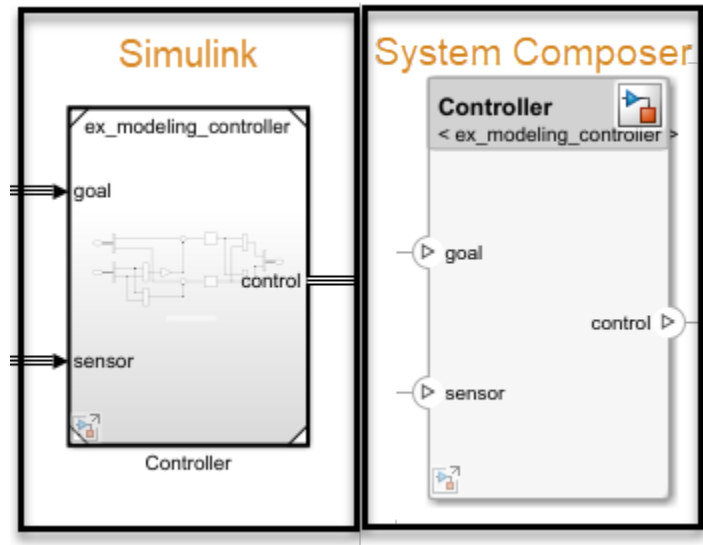 Simulink
ex_modeling_controller
goal
control
sensor
Controller
System Composer
Controller
< ex_modeling_controller >
goal
control
sensor